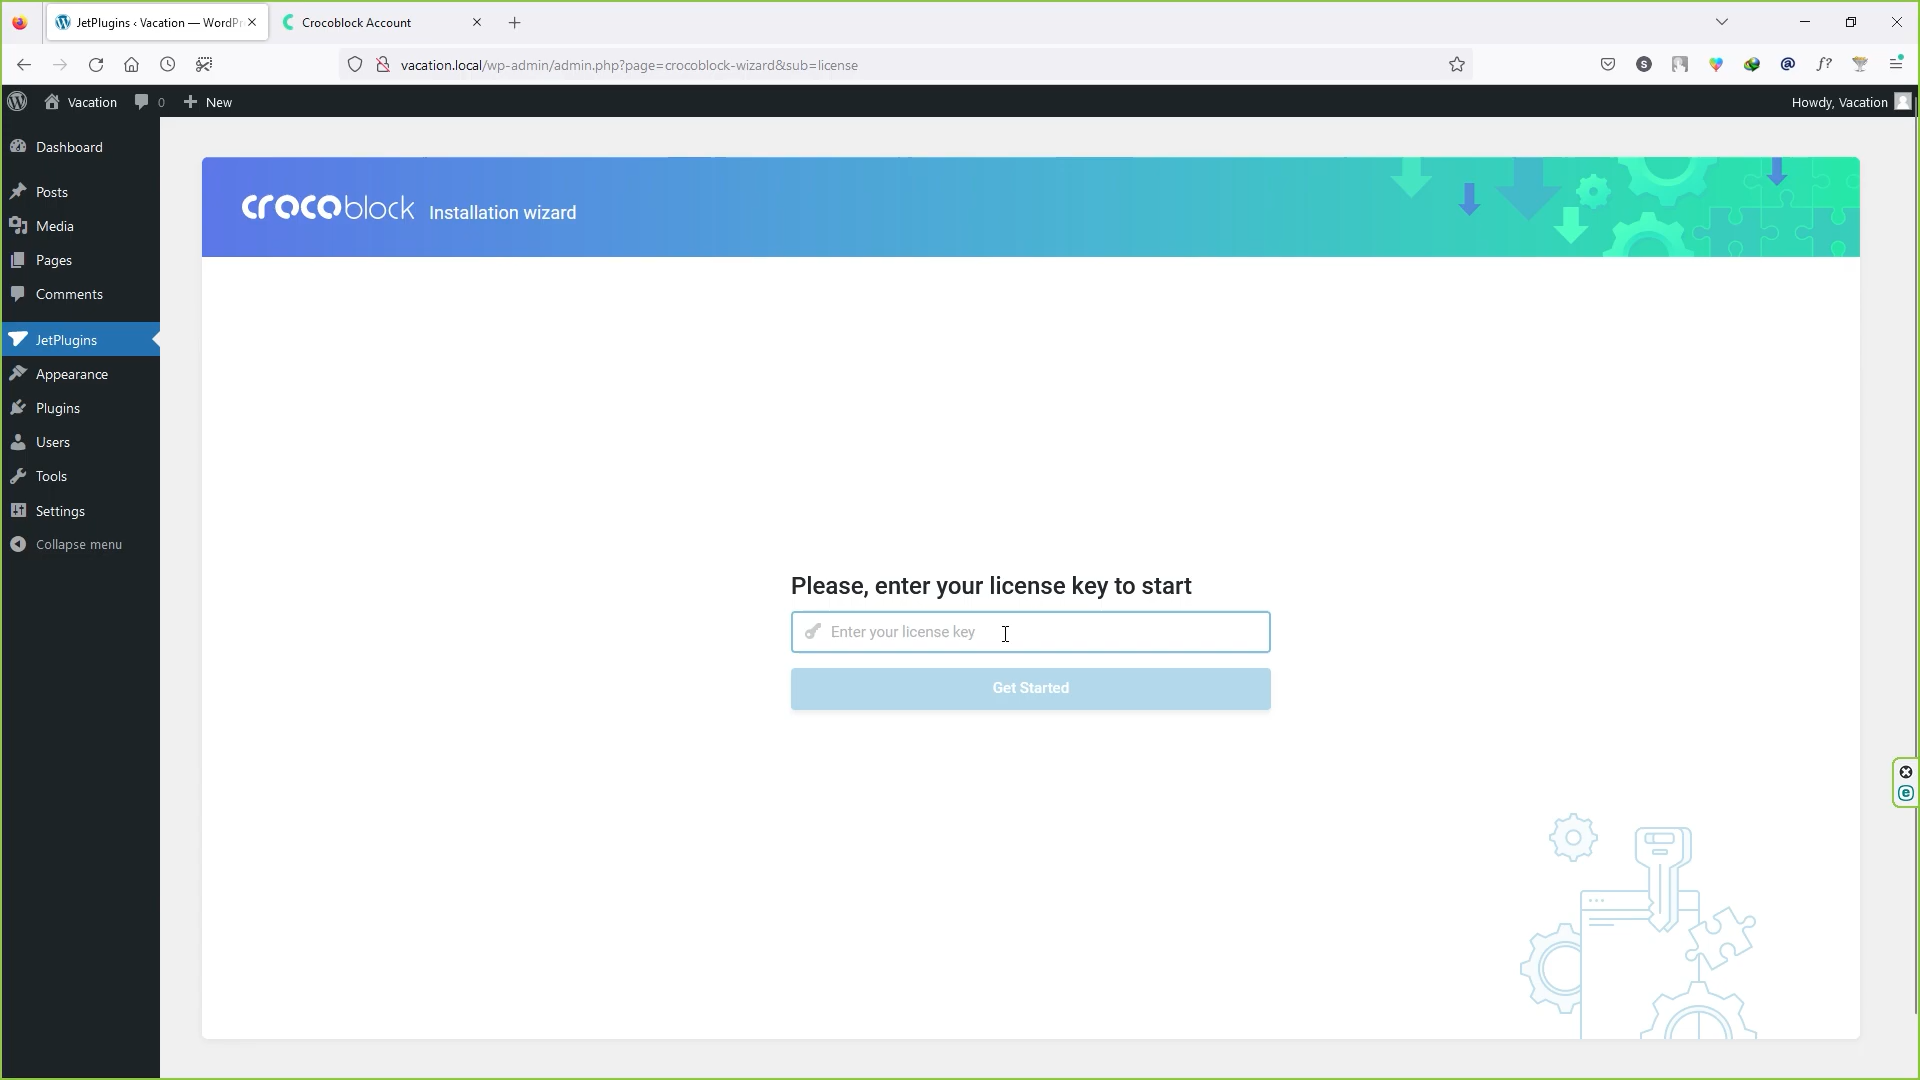 JetPlugins ‹ Vacation — WordPr
Crocoblock Account
vacation.local/wp-admin/admin.php?page=crocoblock-wizard&sub=license
S
@
f?
Vacation
0
New
Howdy, Vacation
Dashboard
Posts
Media
Pages
Comments
JetPlugins
Appearance
Plugins
Users
Tools
Settings
Collapse menu
crocoblock Installation wizard
Please, enter your license key to start
Enter your license key
Get Started